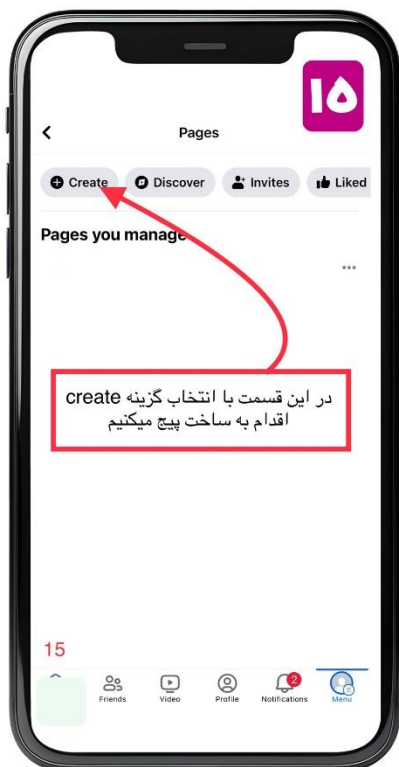 ۱۵
Pages
Create Discover Invites Liked
Pages you manage
در این قسمت با انتخاب گزینه create
اقدام به ساخت پیج میکنیم
15
2
Friends Video Profile Notifications Menu